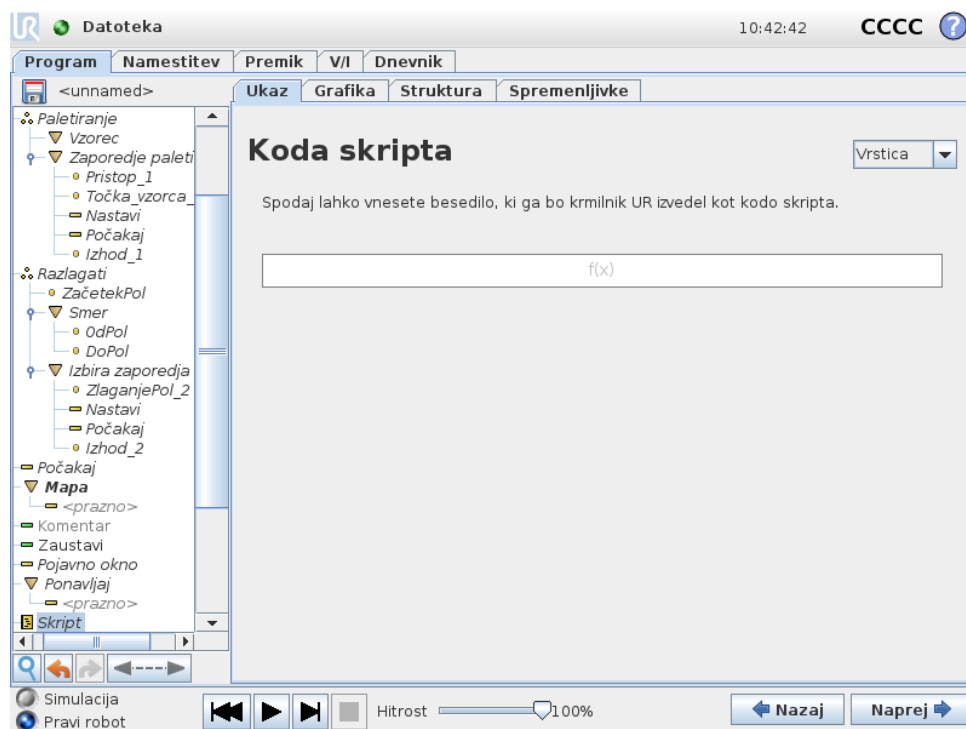 UR Datoteka 10:42:42 CCCC ?
Program Namestitev Premik V/I Dnevnik
<unnamed> Ukaz Grafika Struktura Spremenljivke
Paletiranje
Vzorec
Zaporedje paleti
Pristop_1
Točka_vzorca_
Nastavi
Počakaj
Izhod_1
Razlagati
ZačetekPol
Smer
OdPol
DoPol
Izbira zaporedja
ZlaganjePol_2
Nastavi
Počakaj
Izhod_2
Počakaj
Mapa
<prazno>
Komentar
Zaustavi
Pojavno okno
Ponavljaj
<prazno>
Skript
Koda skripta
Vrstica
Spodaj lahko vnesete besedilo, ki ga bo krmilnik UR izvedel kot kodo skripta.
f(x)
Simulacija
Pravi robot
Hitrost 100%
Nazaj Naprej